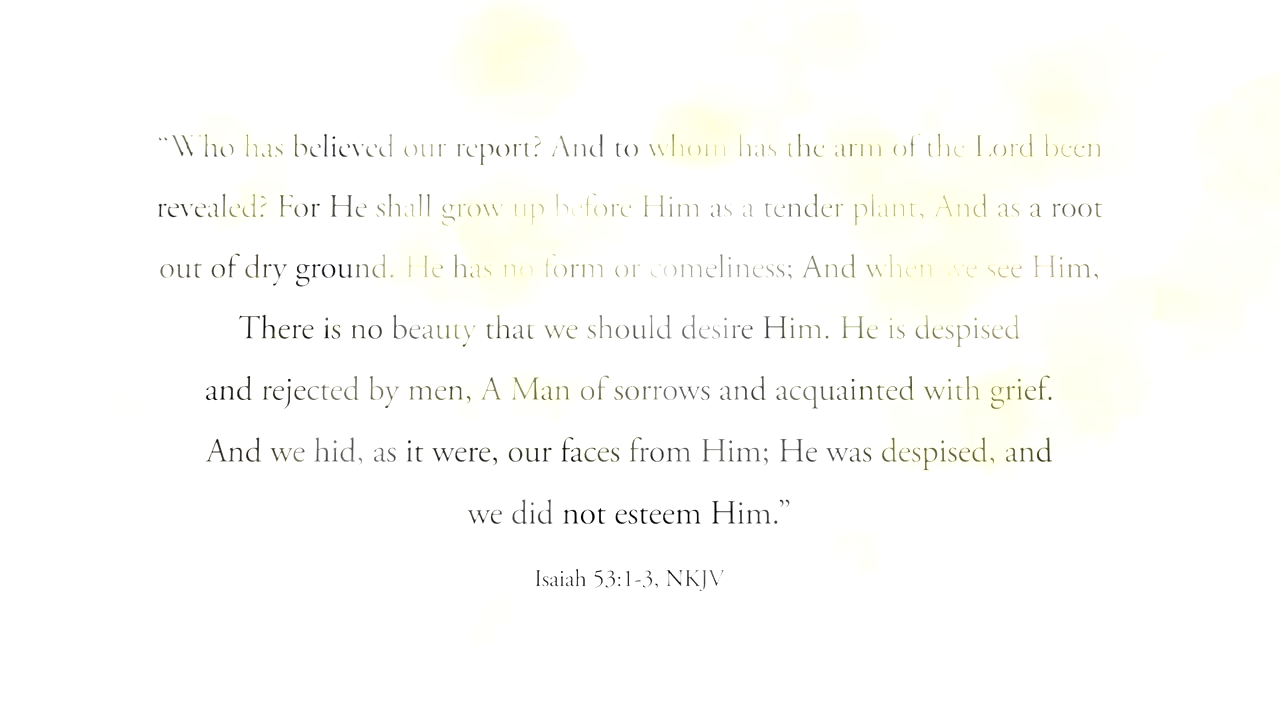 “Who has believed our report? And to whom has the arm of the Lord been
revealed? For He shall grow up before Him as a tender plant, And as a root
out of dry ground. He has no form or comeliness; And when we see Him,
There is no beauty that we should desire Him. He is despised
and rejected by men, A Man of sorrows and acquainted with grief.
And we hid, as it were, our faces from Him; He was despised, and
we did not esteem Him.”
Isaiah 53:1-3, NKJV